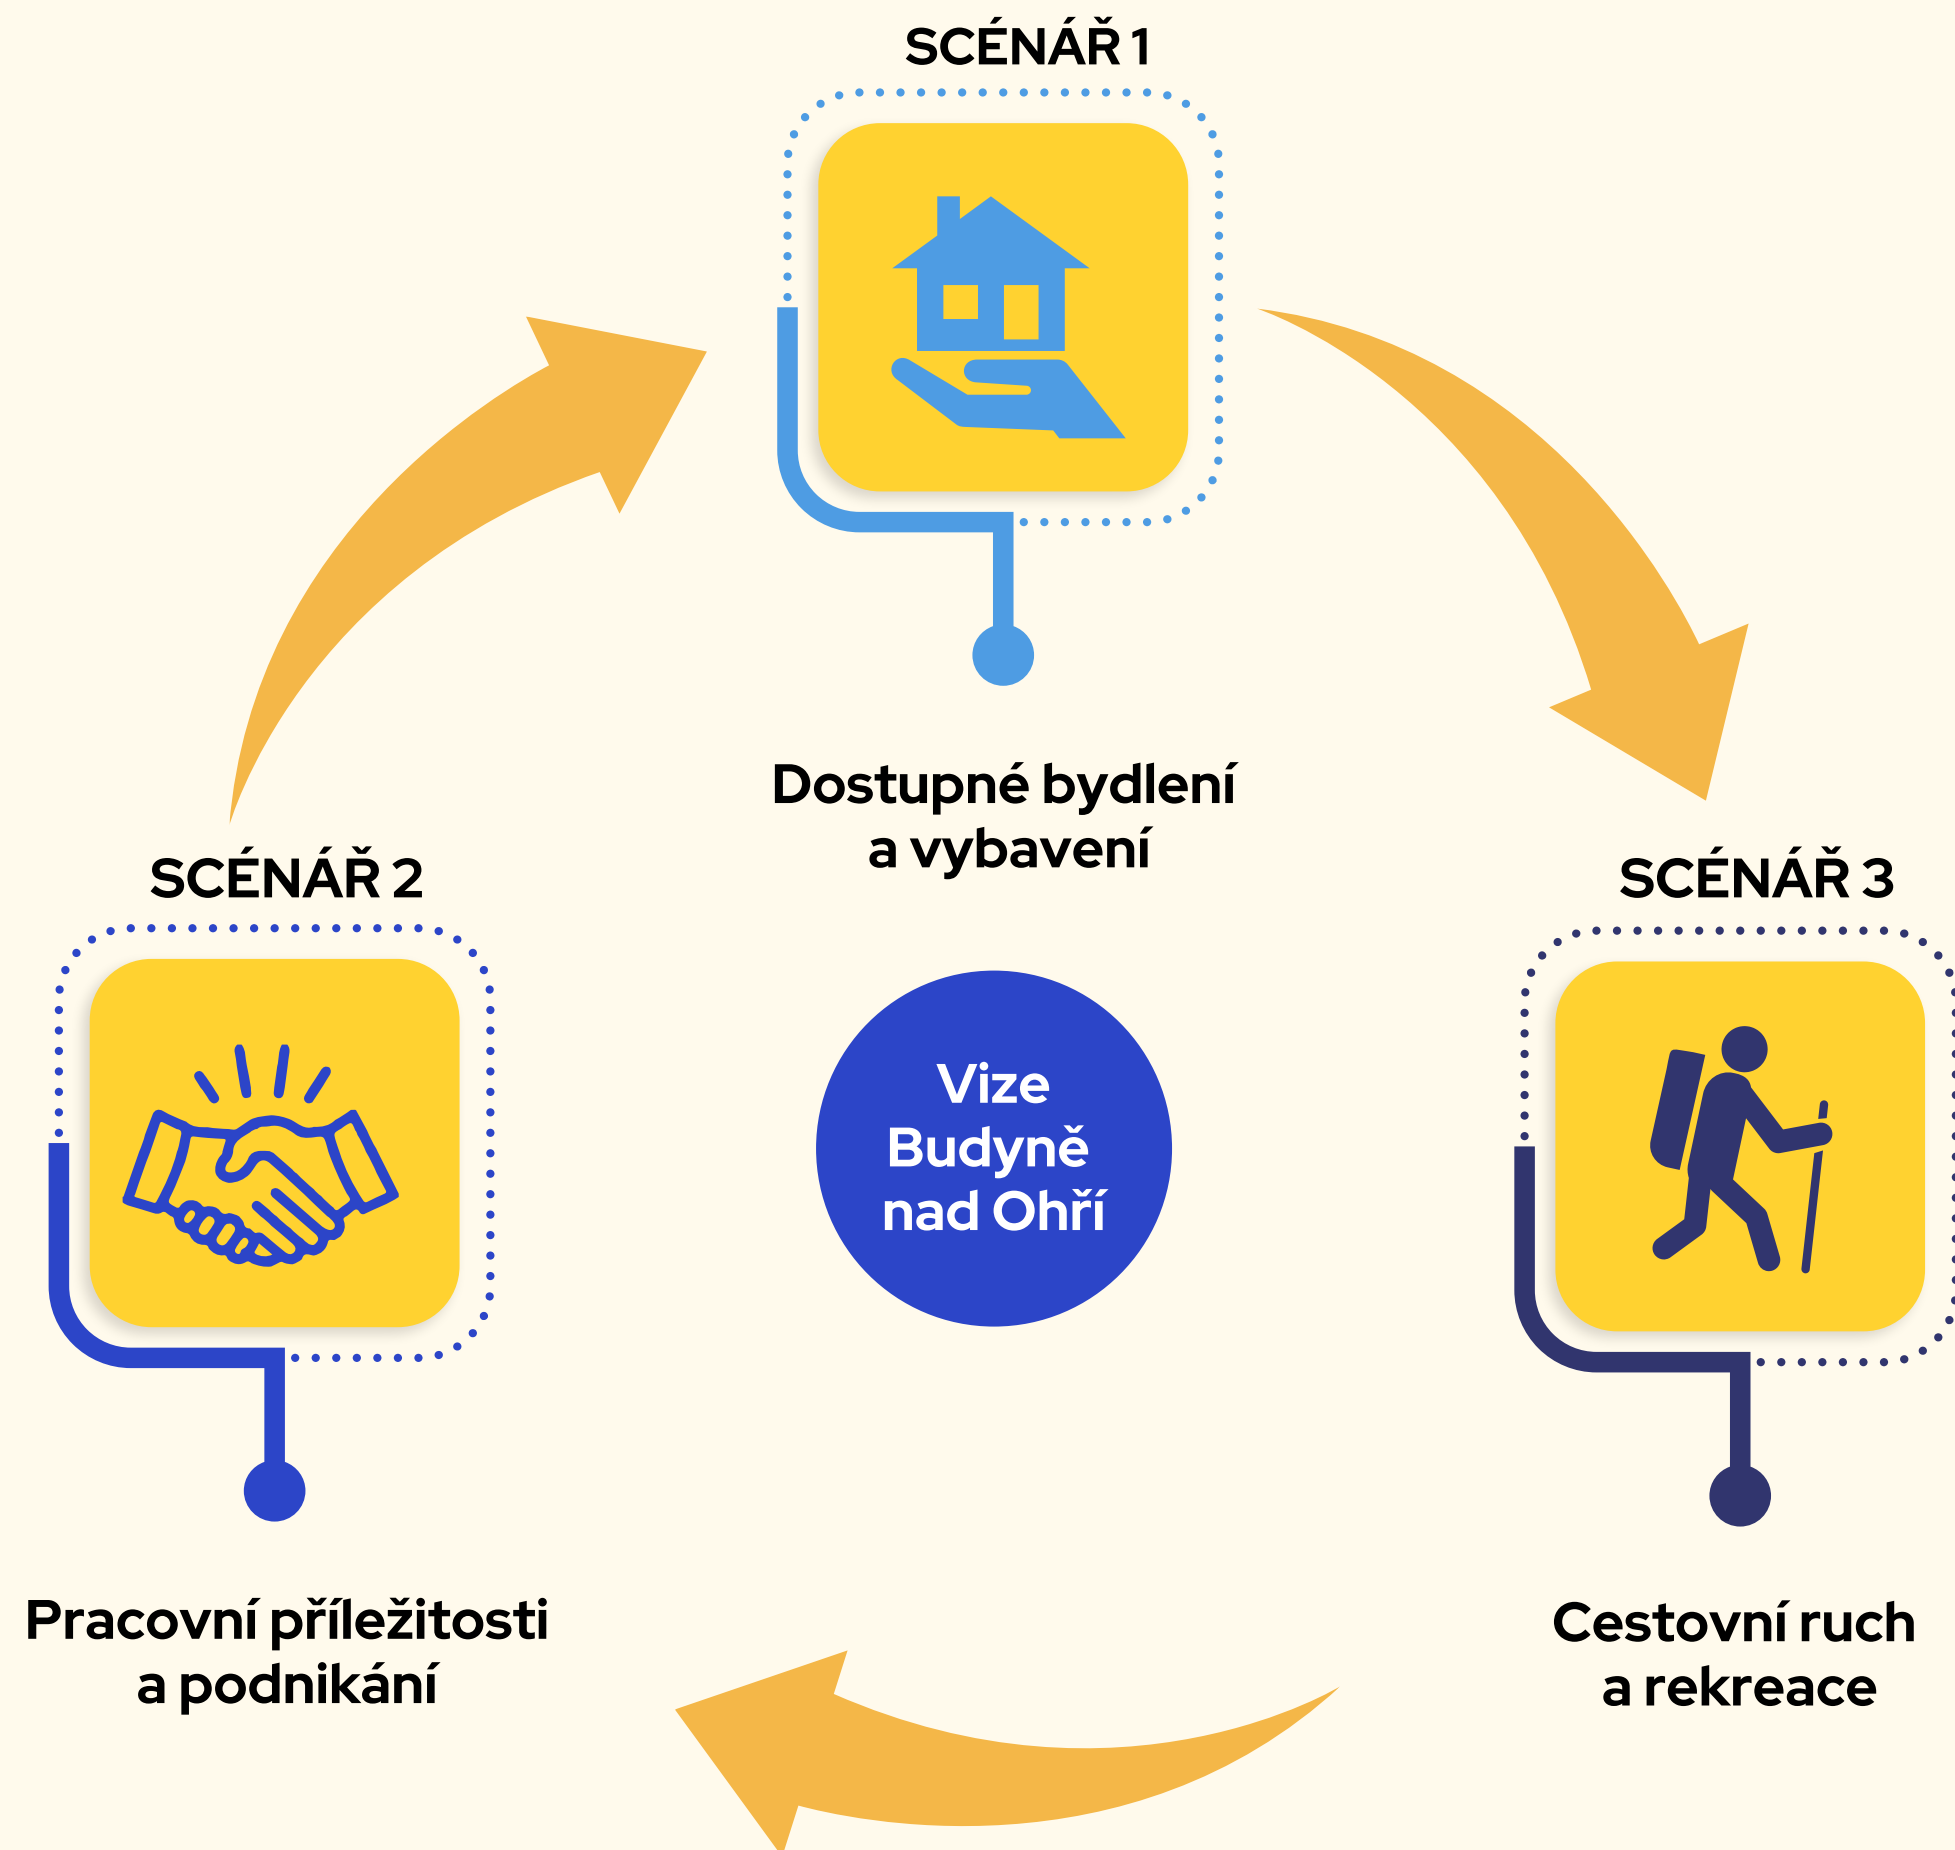 SCÉNÁŘ 1
Dostupné bydlení
a vybavení
SCÉNÁŘ 2
Pracovní příležitosti
a podnikání
Vize
Budyně
nad Ohří
SCÉNÁŘ 3
Cestovní ruch
a rekreace